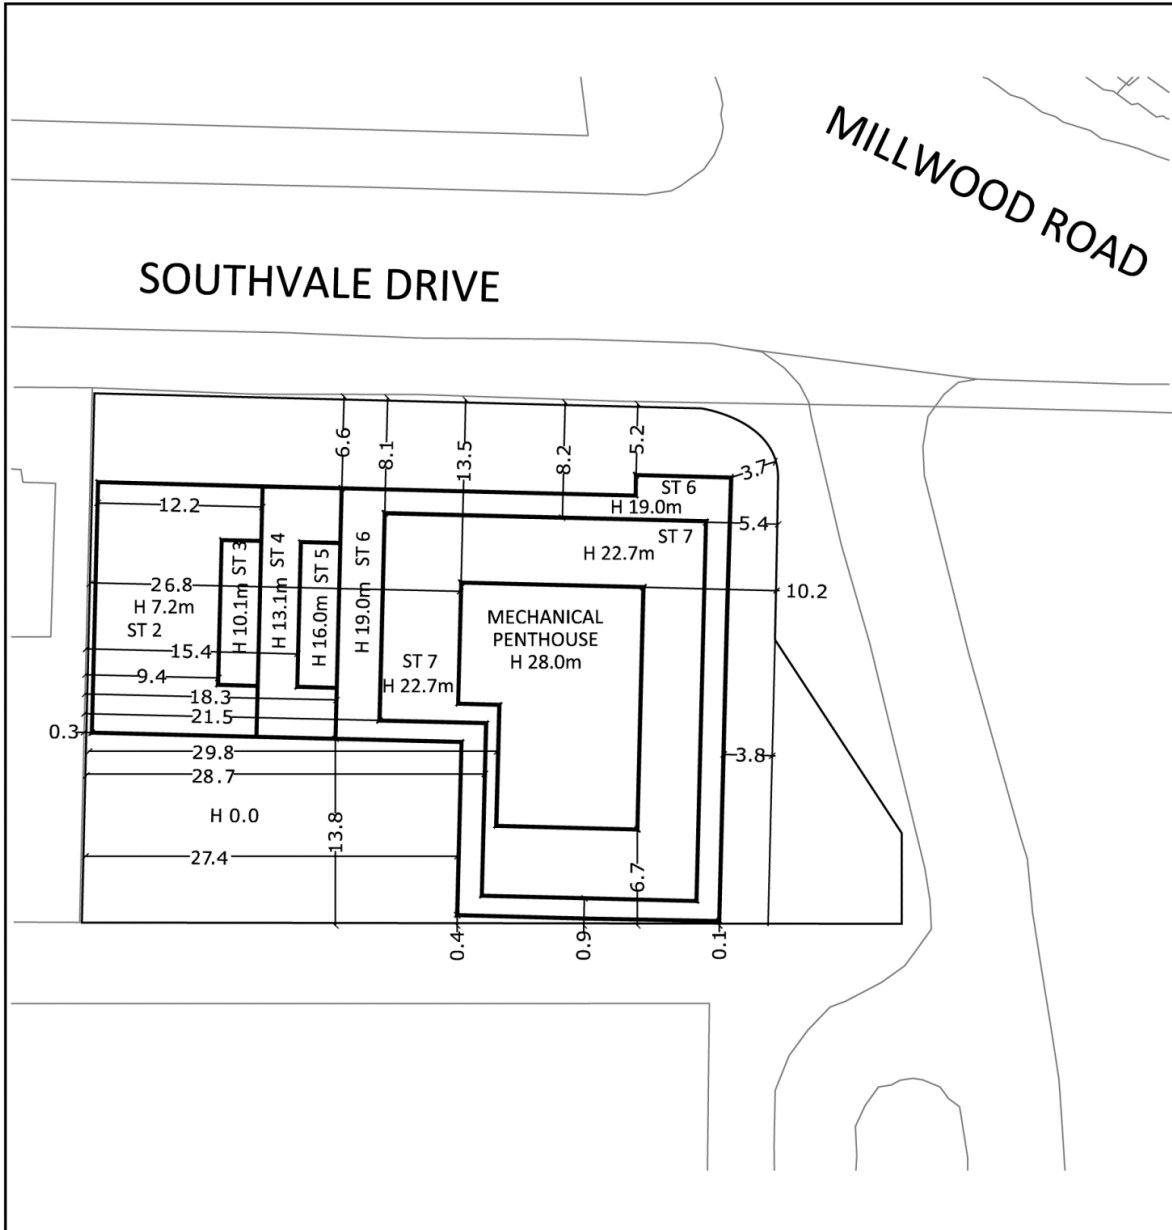 MILLWOOD ROAD
SOUTHVALE DRIVE
6.6
8.1
13.5
8.2
5.2
3.7
ST 6
H 19.0m
12.2
5.4
ST 7
H 22.7m
H 10.1m ST 3
H 13.1m ST 4
H 16.0m ST 5
H 19.0m ST 6
26.8
10.2
H 7.2m
ST 2
MECHANICAL
PENTHOUSE
H 28.0m
15.4
ST 7
H 22.7m
9.4
18.3
21.5
0.3
29.8
3.8
28.7
H 0.0
13.8
27.4
6.7
0.4
0.9
0.1